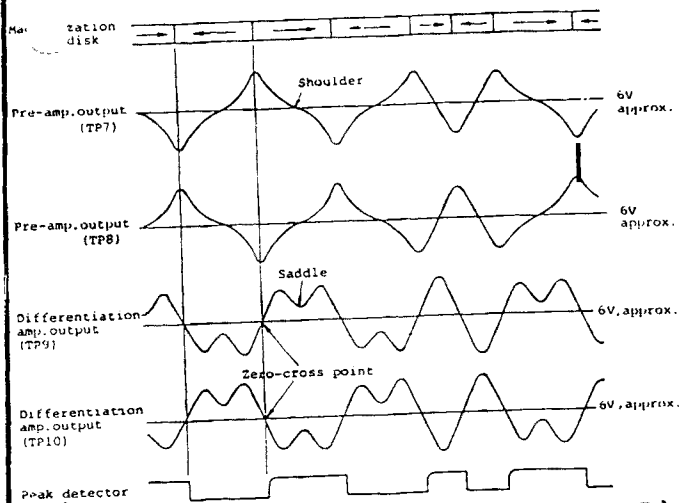 zation
disk
Shoulder
Pre-amp.output
(TP7)
6V
approx.
Pre-amp.output
(TP8)
6V
approx.
Saddle
Differentiation
amp.output
(TP9)
6V,approx.
Zero-cross point
Differentiation
amp.output
(TP10)
6V,approx.
Peak detector